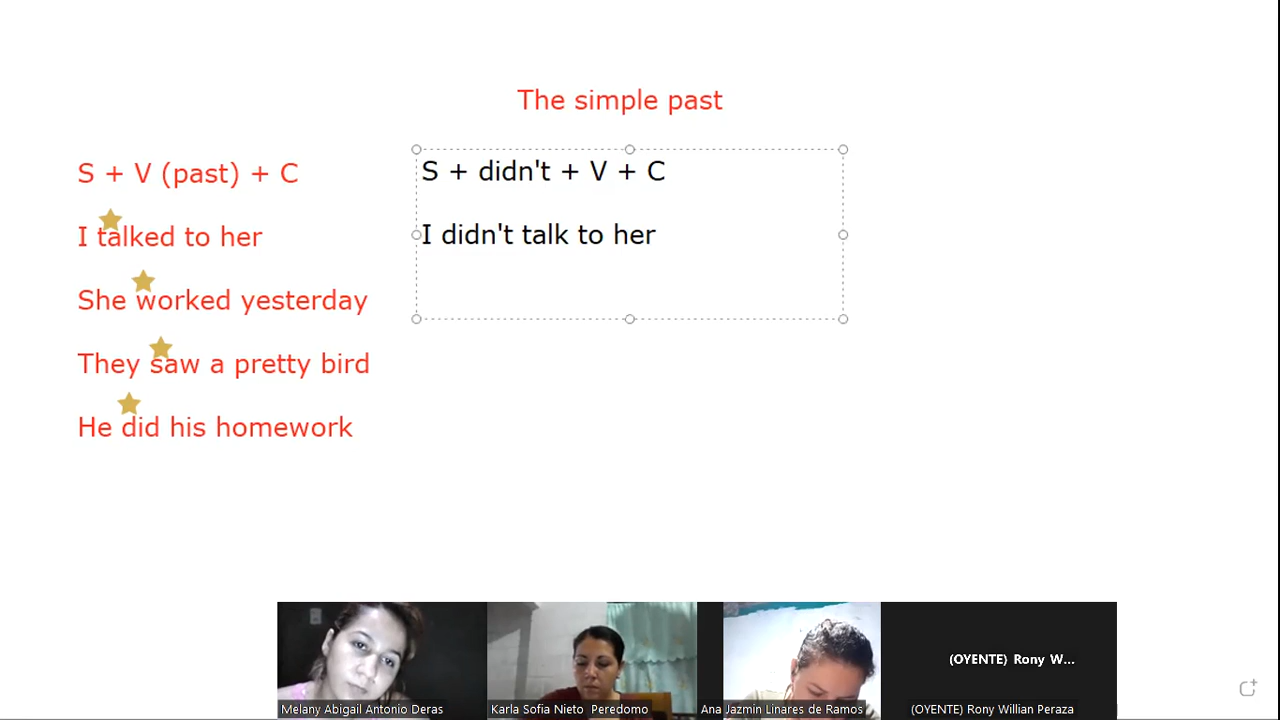 The simple past
S + V (past) + C
I talked to her
She worked yesterday
They saw a pretty bird
He did his homework
S + didn't + V + C
I didn't talk to her
(OYENTE) Rony W...
Melany Abigail Antonio Deras
Karla Sofia Nieto Peredomo
Ana Jazmin Linares de Ramos
(OYENTE) Rony Willian Peraza